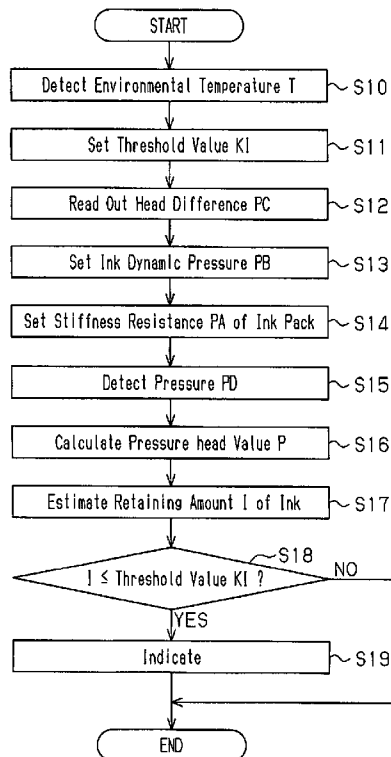 START
Detect Environmental Temperature T
S10
Set Threshold Value KI
S11
Read Out Head Difference PC
S12
Set Ink Dynamic Pressure PB
S13
Set Stiffness Resistance PA of Ink Pack
S14
Detect Pressure PD
S15
Calculate Pressure head Value P
S16
Estimate Retaining Amount I of Ink
S17
S18
I ≤ Threshold Value KI ?
NO
YES
Indicate
S19
END